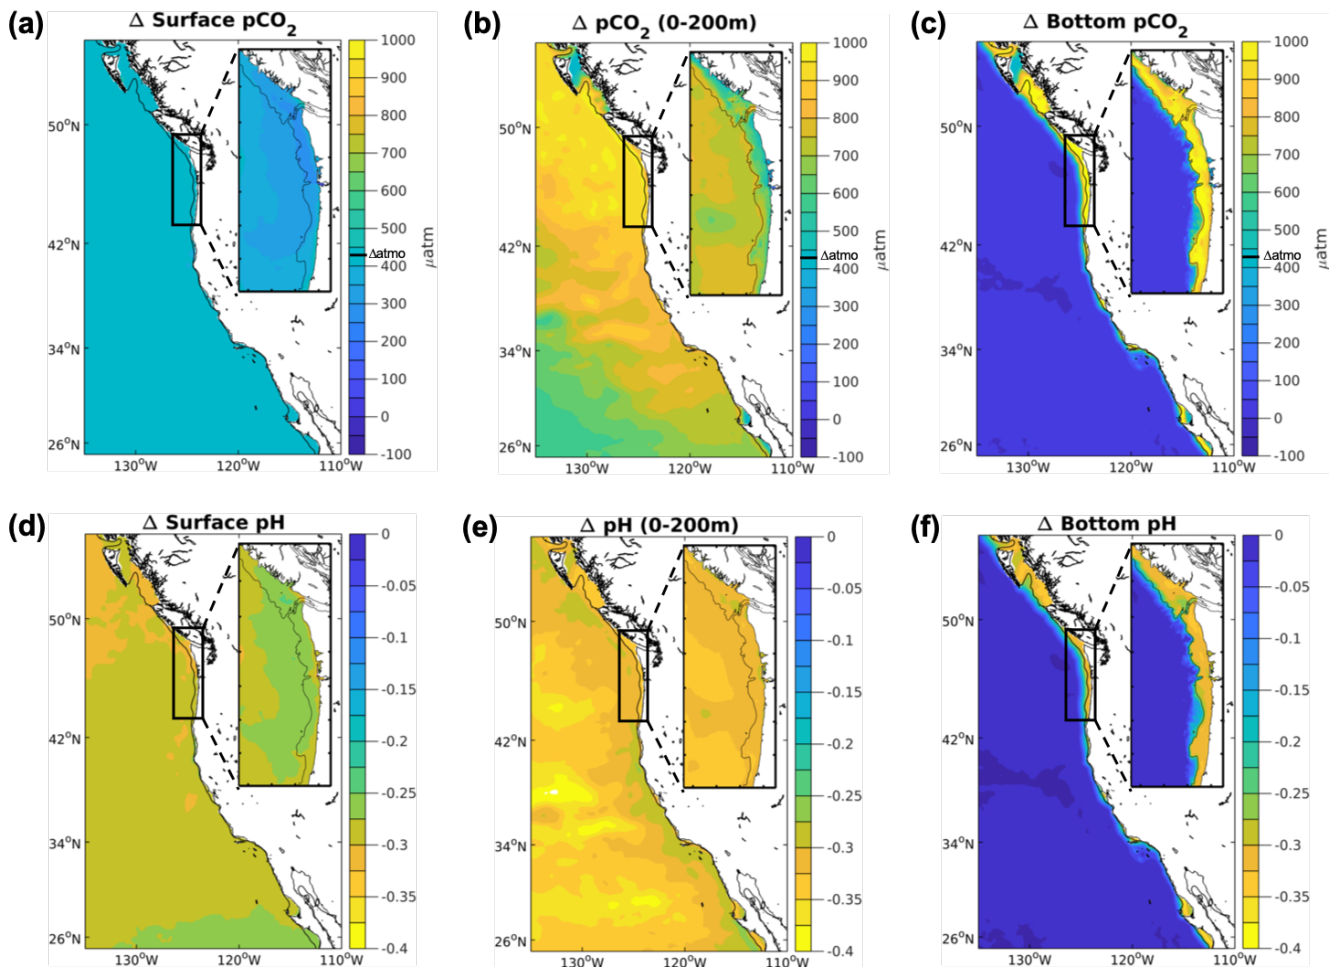 (a)
Δ Surface pCO2
1000
900
800
700
600
500
Δatmo
400
300
200
100
0
-100
μatm
50°N
42°N
34°N
26°N
130°W
120°W
110°W
(b)
Δ pCO2 (0-200m)
1000
900
800
700
600
500
Δatmo
400
300
200
100
0
-100
μatm
50°N
42°N
34°N
26°N
130°W
120°W
110°W
(c)
Δ Bottom pCO2
1000
900
800
700
600
500
Δatmo
400
300
200
100
0
-100
μatm
50°N
42°N
34°N
26°N
130°W
120°W
110°W
(d)
Δ Surface pH
0
-0.05
-0.1
-0.15
-0.2
-0.25
-0.3
-0.35
-0.4
50°N
42°N
34°N
26°N
130°W
120°W
110°W
(e)
Δ pH (0-200m)
0
-0.05
-0.1
-0.15
-0.2
-0.25
-0.3
-0.35
-0.4
50°N
42°N
34°N
26°N
130°W
120°W
110°W
(f)
Δ Bottom pH
0
-0.05
-0.1
-0.15
-0.2
-0.25
-0.3
-0.35
-0.4
50°N
42°N
34°N
26°N
130°W
120°W
110°W